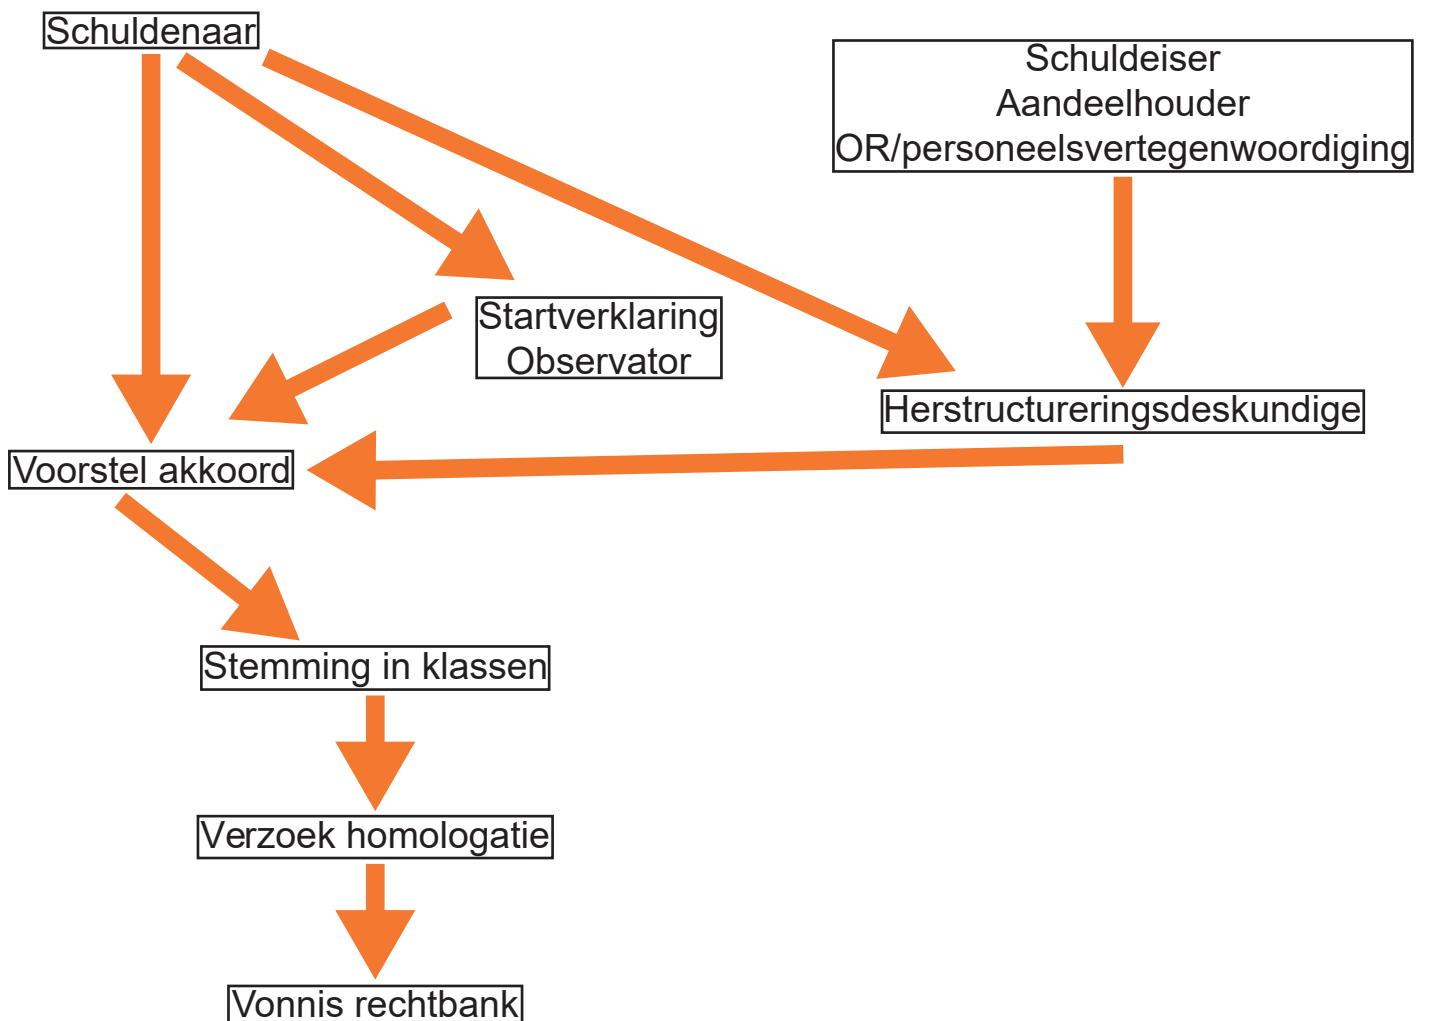 Schuldenaar
Schuldeiser
Aandeelhouder
OR/personeelsvertegenwoordiging
Startverklaring
Observator
Herstructureringsdeskundige
Voorstel akkoord
Stemming in klassen
Verzoek homologatie
Vonnis rechtbank